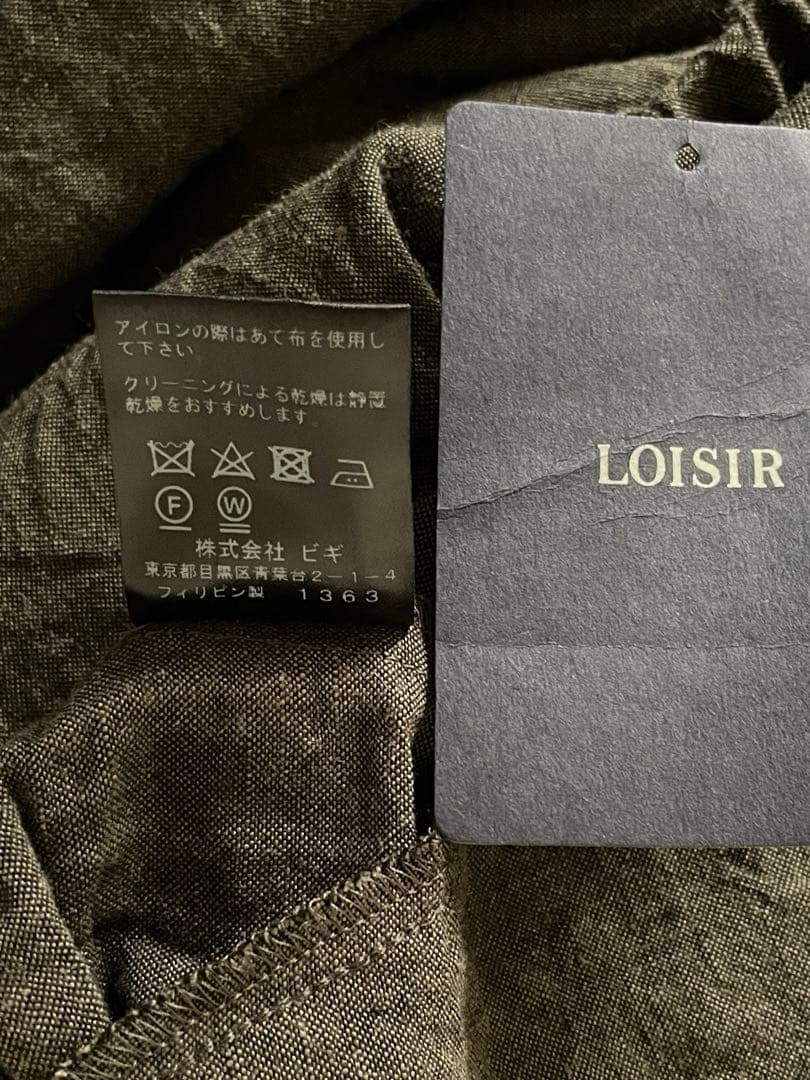 アイロンの際はあて布を使用し
て下さい
クリーニングによる乾燥は静置
乾燥をおすすめします
F W
株式会社 ビギ
東京都目黒区青葉台2-1-4
フィリピン製 1363
LOISIR